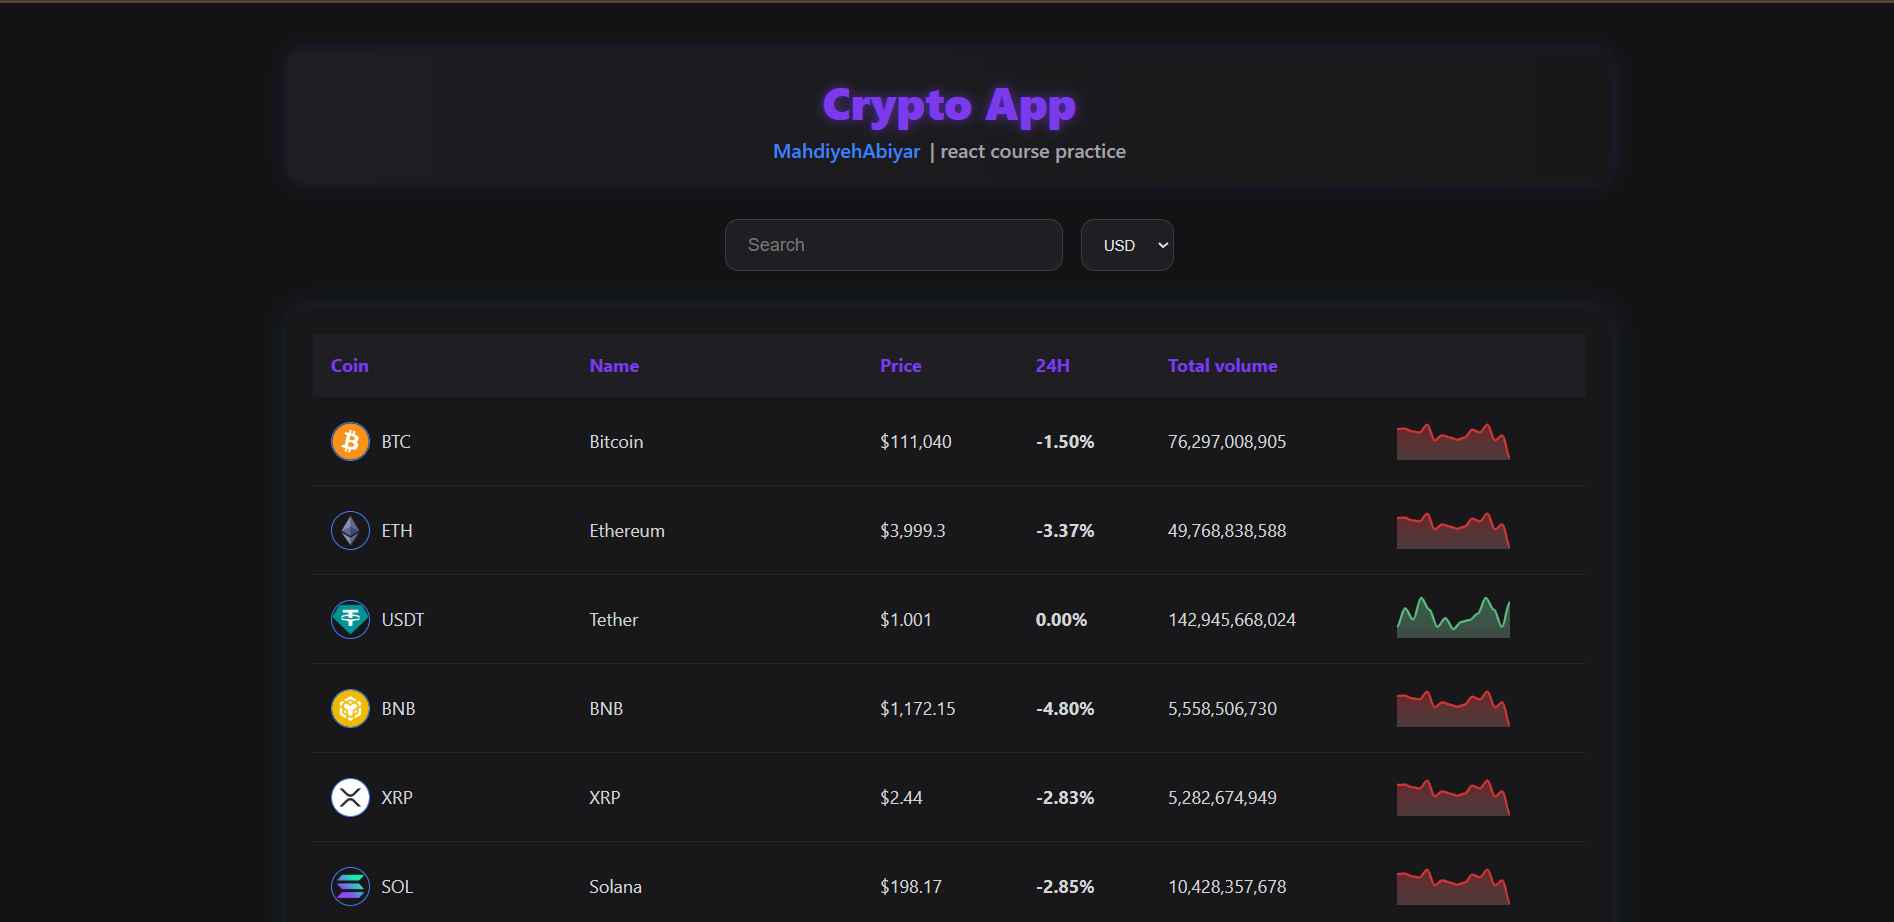 Crypto App
MahdiyehAbiyar | react course practice
Search
USD
Coin Name Price 24H Total volume
BTC Bitcoin $111,040 -1.50% 76,297,008,905
ETH Ethereum $3,999.3 -3.37% 49,768,838,588
USDT Tether $1.001 0.00% 142,945,668,024
BNB BNB $1,172.15 -4.80% 5,558,506,730
XRP XRP $2.44 -2.83% 5,282,674,949
SOL Solana $198.17 -2.85% 10,428,357,678